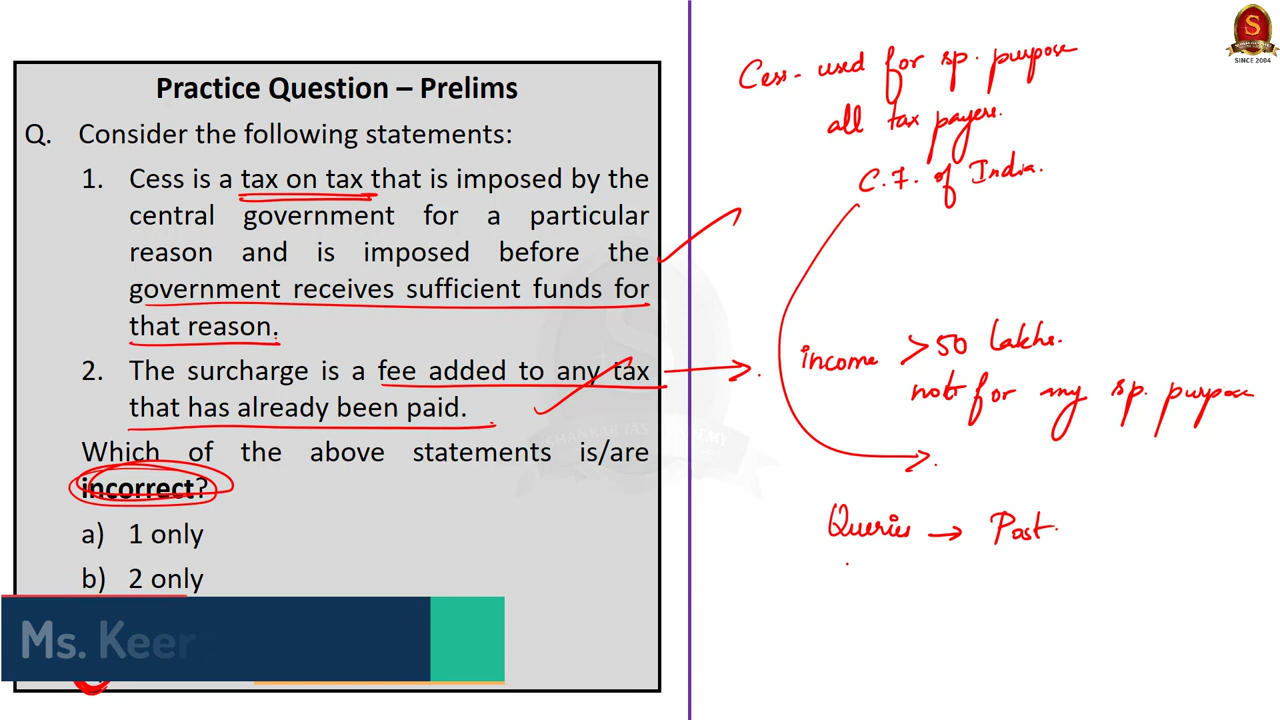 Practice Question – Prelims
Q. Consider the following statements:
1. Cess is a tax on tax that is imposed by the
central government for a particular
reason and is imposed before the
government receives sufficient funds for
that reason.
2. The surcharge is a fee added to any tax
that has already been paid.
Which of the above statements is/are
incorrect?
a) 1 only
b) 2 only
Ms. Keer
Cess - used for sp. purpose
all tax payers.
C.F. of India.
income >50 lakhs.
not for any sp. purpose
Queries → Post.
SINCE 2004
SHANKAR IAS ACADEMY